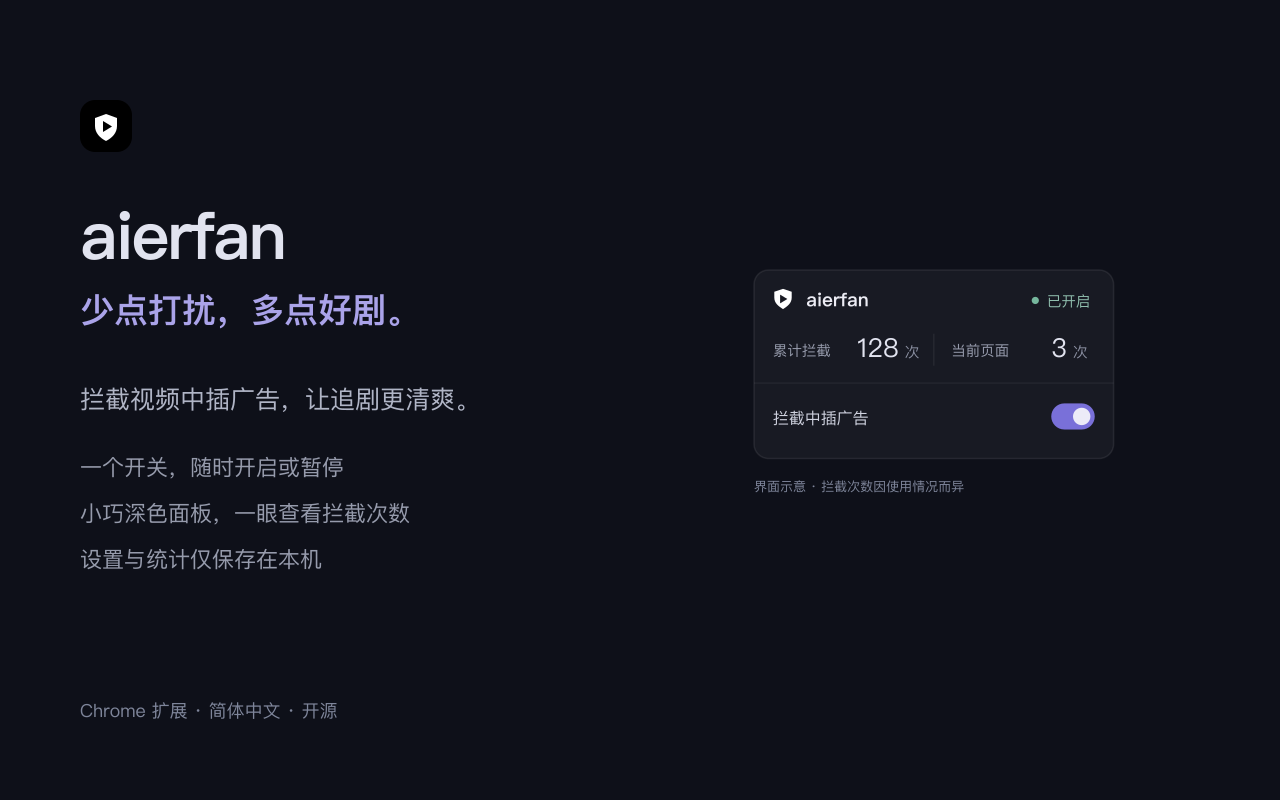 aierfan
少点打扰，多点好剧。
拦截视频中插广告，让追剧更清爽。
一个开关，随时开启或暂停
小巧深色面板，一眼查看拦截次数
设置与统计仅保存在本机
Chrome 扩展 · 简体中文 · 开源
aierfan 已开启
累计拦截 128 次 当前页面 3 次
拦截中插广告
界面示意 · 拦截次数因使用情况而异